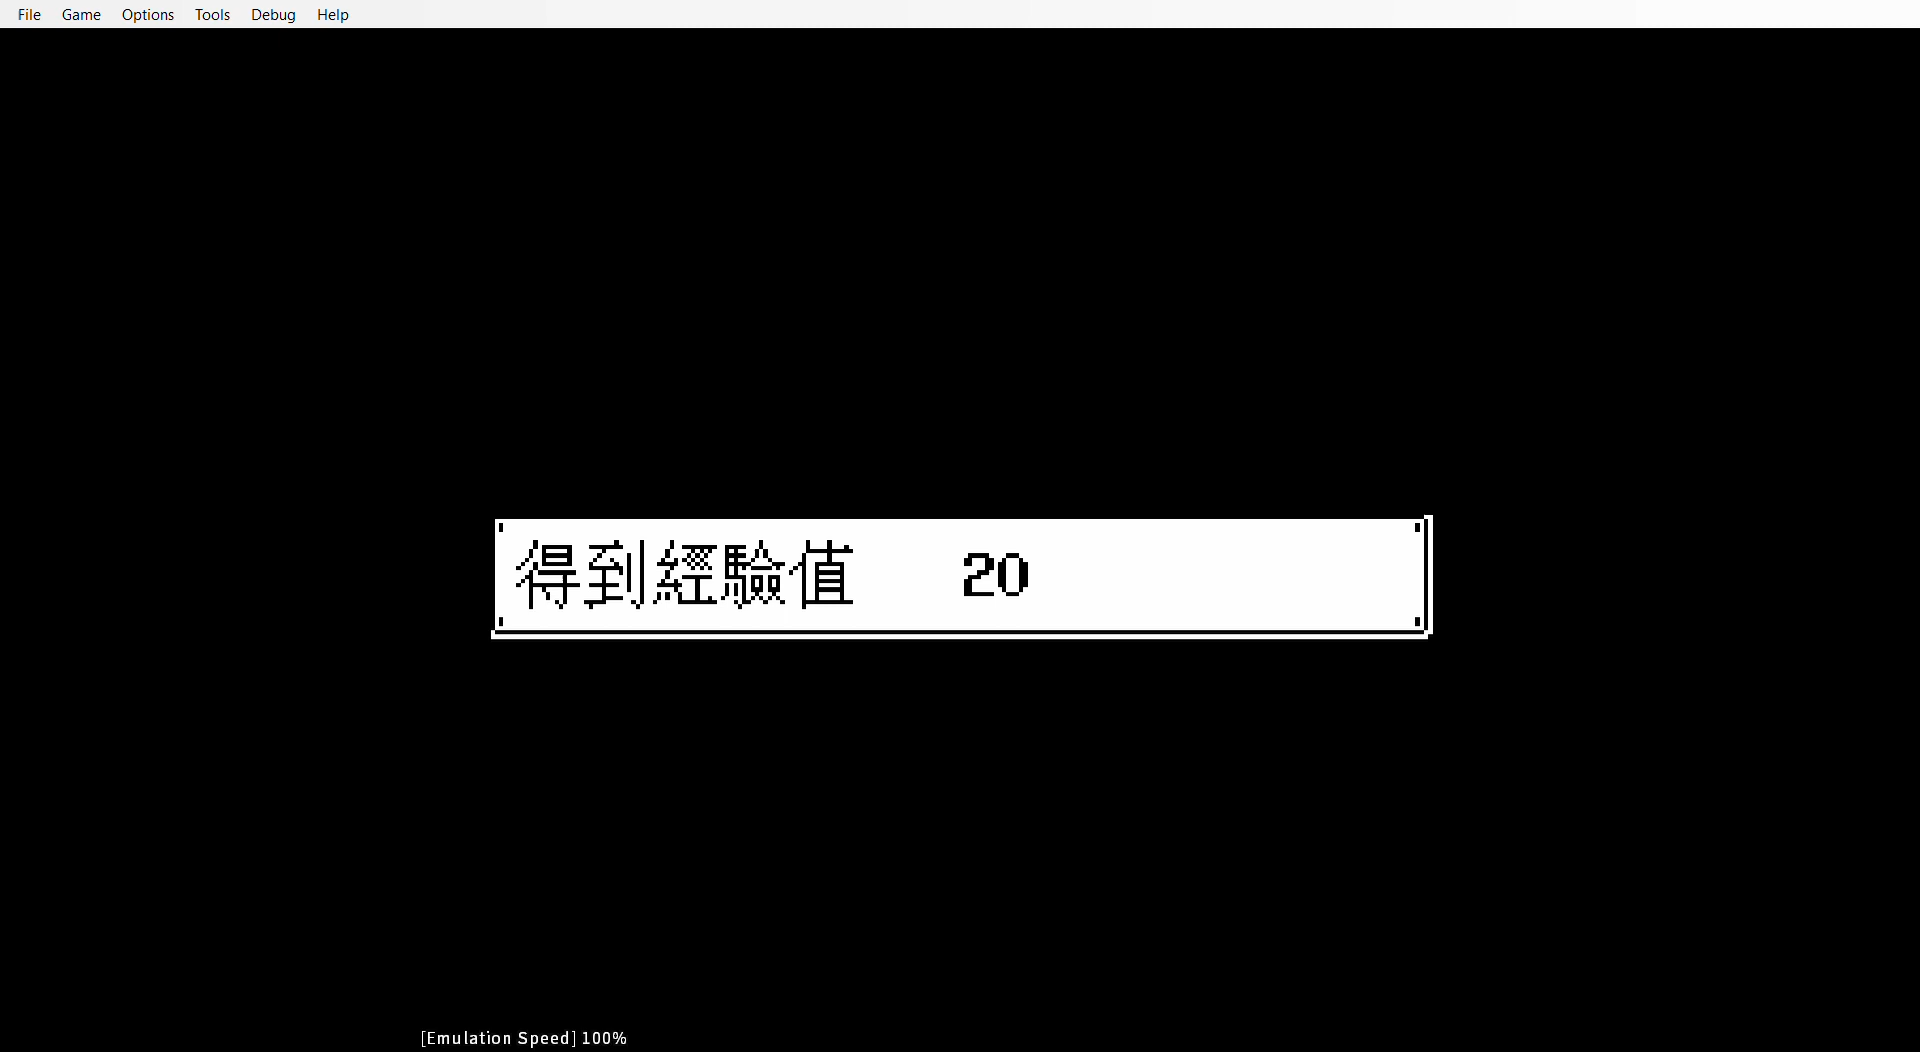 File Game Options Tools Debug Help
得到經驗值 20
[Emulation Speed] 100%